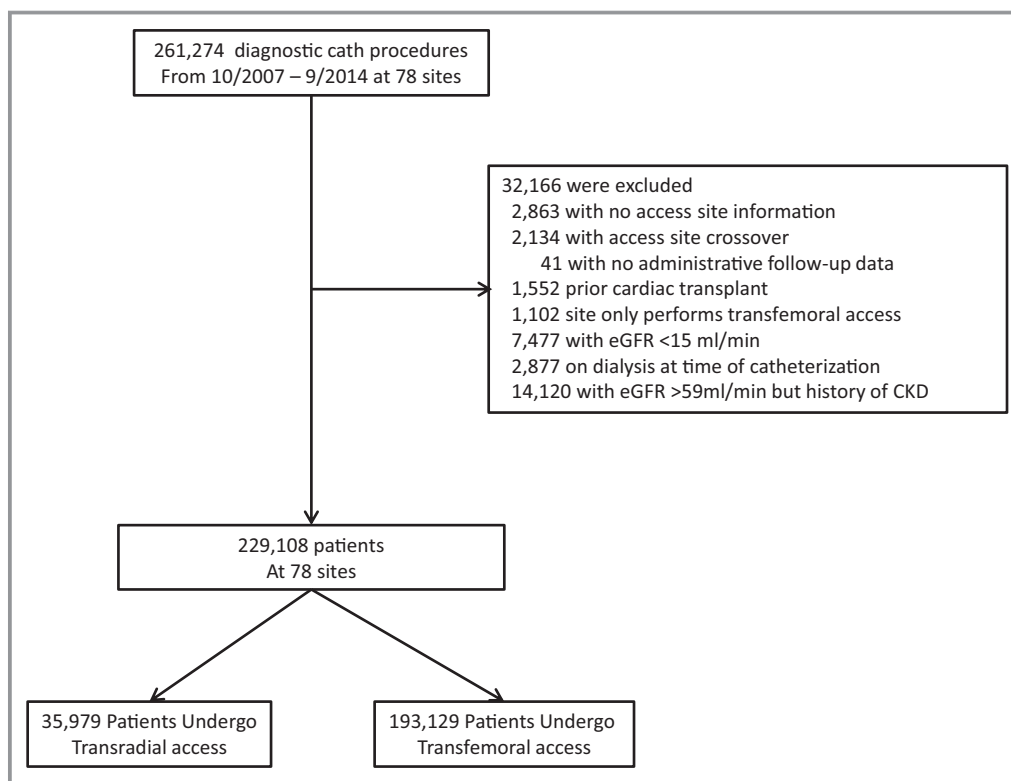 261,274 diagnostic cath procedures
From 10/2007 – 9/2014 at 78 sites
32,166 were excluded
2,863 with no access site information
2,134 with access site crossover
41 with no administrative follow-up data
1,552 prior cardiac transplant
1,102 site only performs transfemoral access
7,477 with eGFR <15 ml/min
2,877 on dialysis at time of catheterization
14,120 with eGFR >59ml/min but history of CKD
229,108 patients
At 78 sites
35,979 Patients Undergo
Transradial access
193,129 Patients Undergo
Transfemoral access